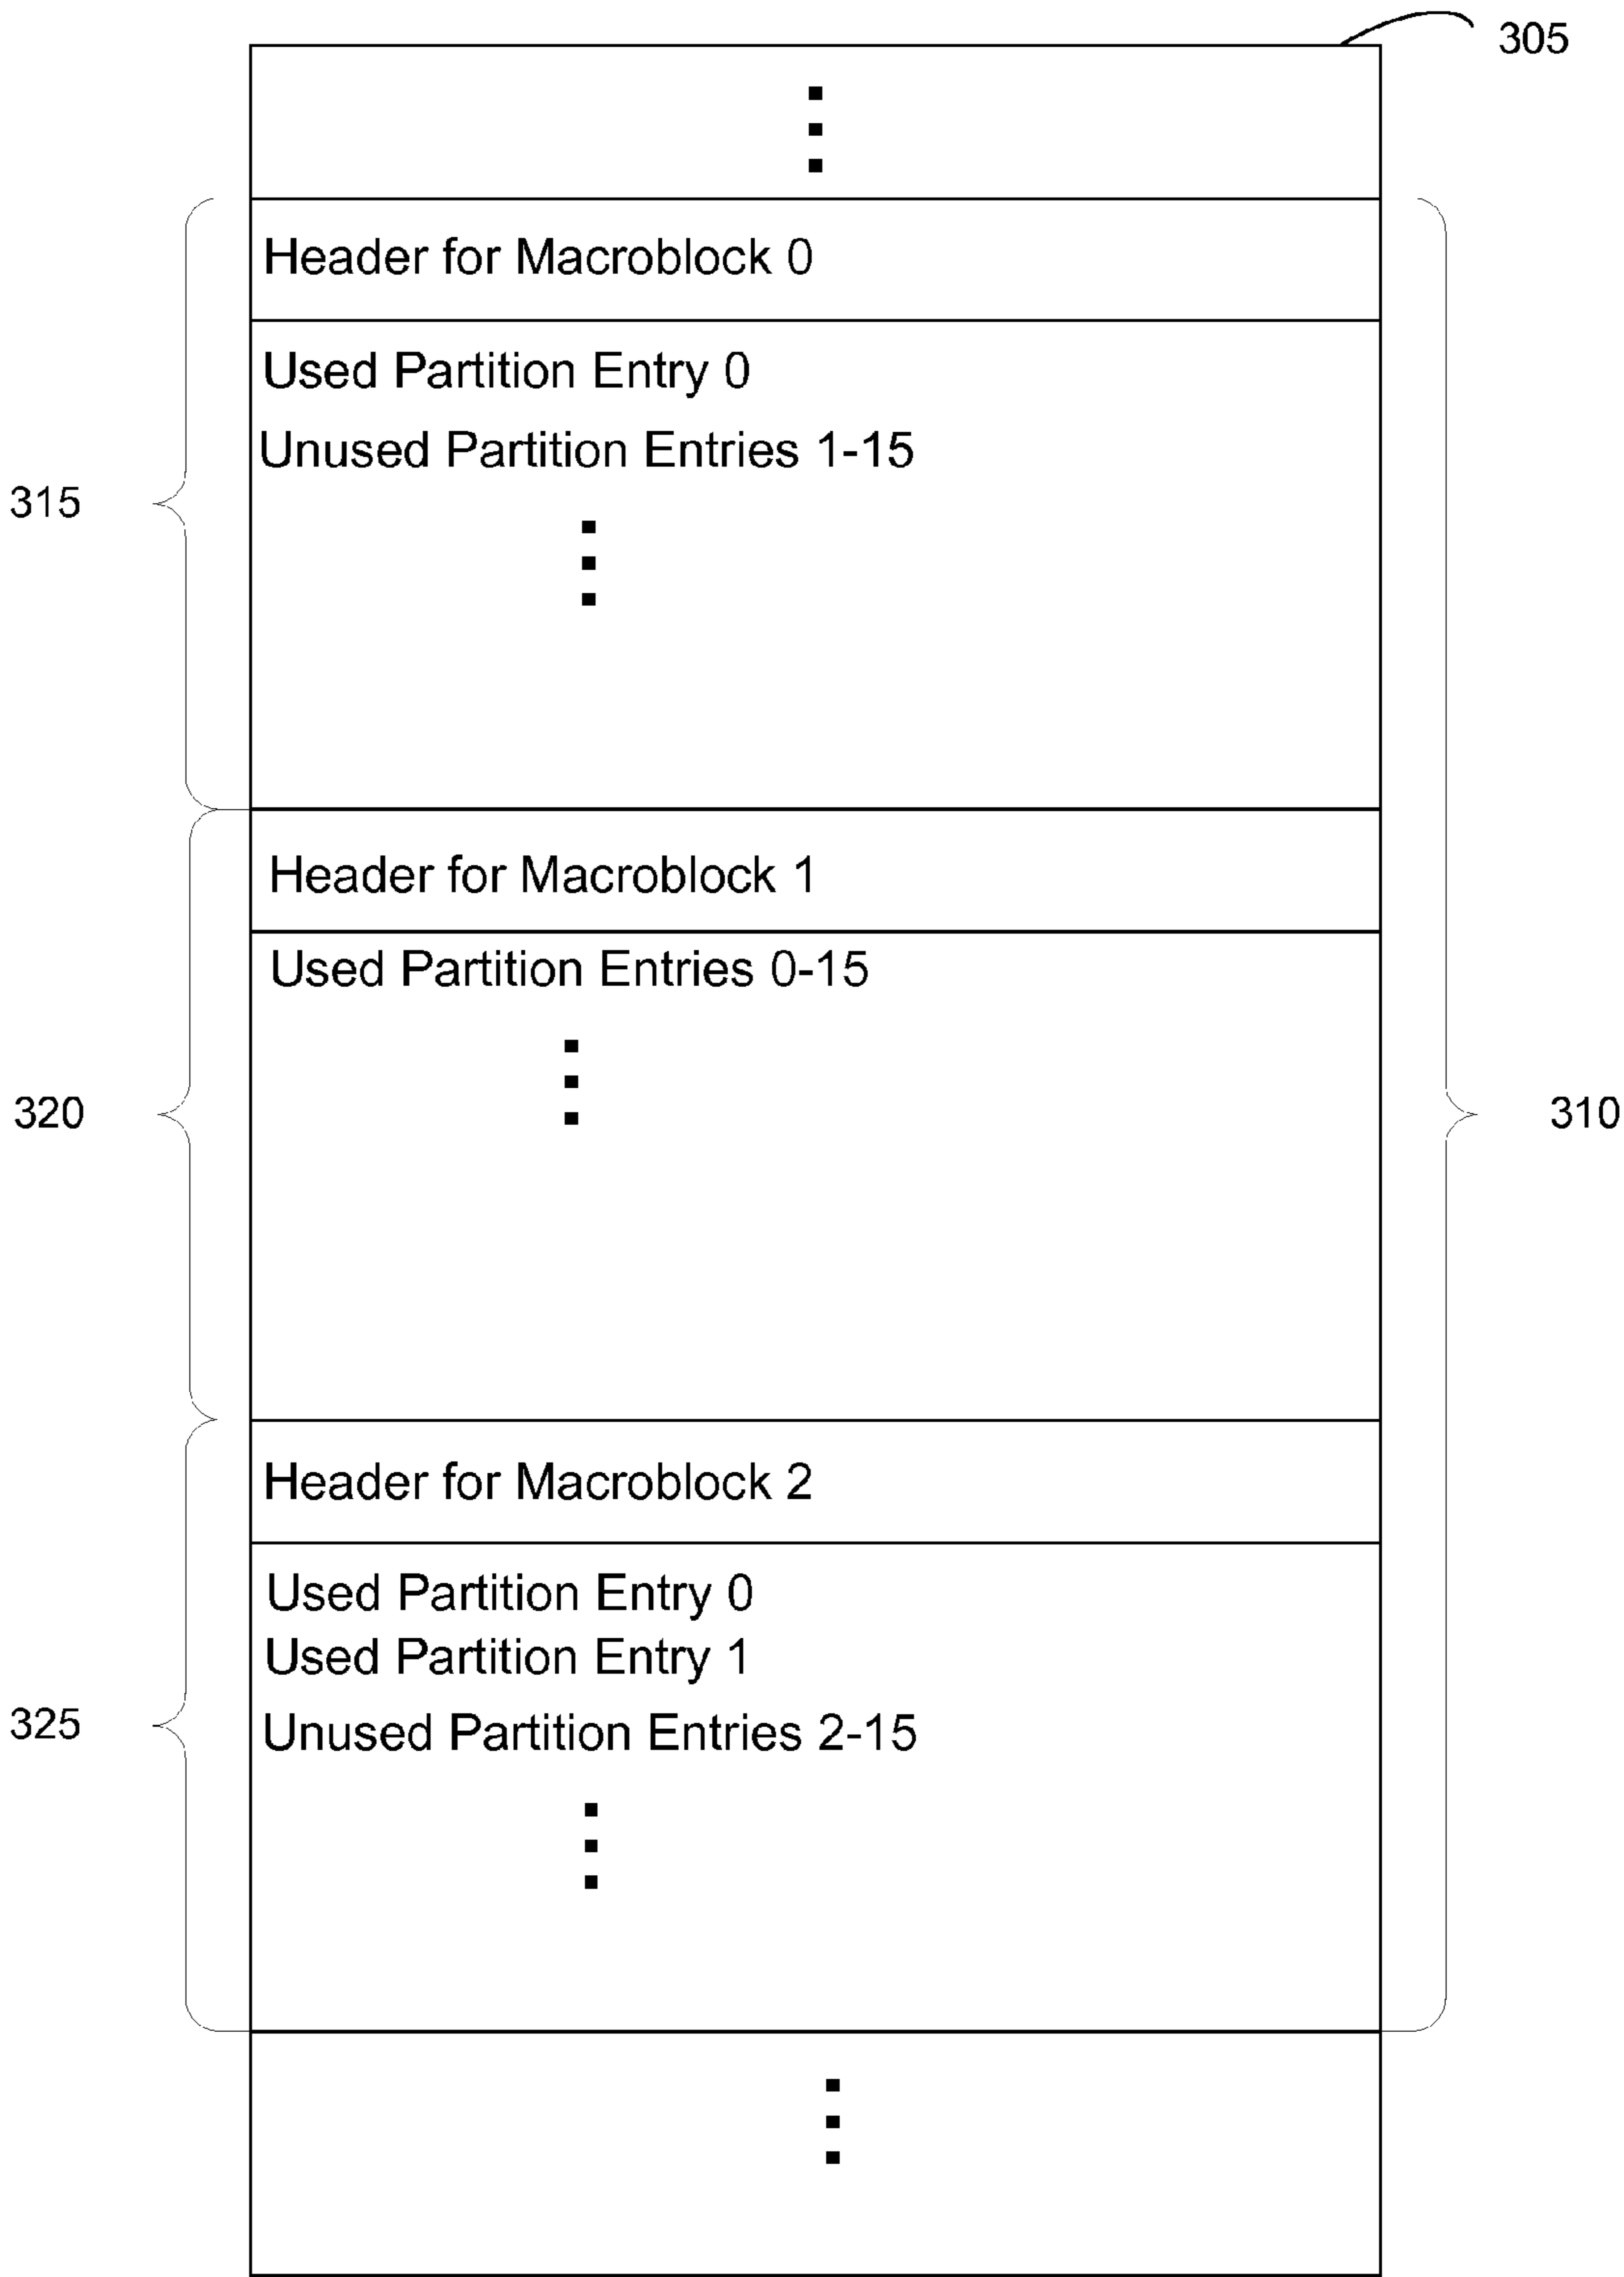 305
Header for Macroblock 0
Used Partition Entry 0
Unused Partition Entries 1-15
315
Header for Macroblock 1
Used Partition Entries 0-15
320
310
Header for Macroblock 2
Used Partition Entry 0
Used Partition Entry 1
325
Unused Partition Entries 2-15